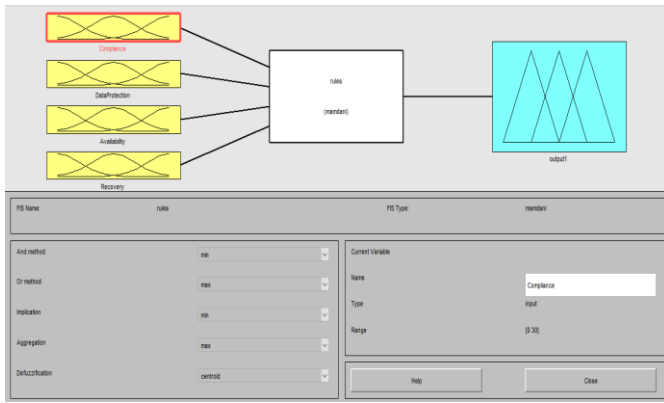 Compliance
DataProtection
Availability
Recovery
rules
(mamdani)
output1
FIS Name: rules FIS Type: mamdani
And method min
Or method max
Implication min
Aggregation max
Defuzzification centroid
Current Variable
Name Compliance
Type input
Range [0 30]
Help Close